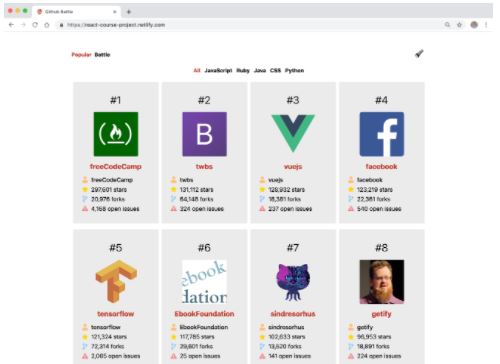 Github Battle
https://react-course-project.netlify.com
Popular Battle
All JavaScript Ruby Java CSS Python
#1 #2 #3 #4
B
freeCodeCamp twbs vuejs facebook
freeCodeCamp twbs vuejs facebook
297,601 stars 131,112 stars 128,932 stars 123,219 stars
20,976 forks 64,148 forks 18,381 forks 22,381 forks
4,168 open issues 324 open issues 237 open issues 540 open issues
#5 #6 #7 #8
ebook
dation
tensorflow EbookFoundation sindresorhus getify
tensorflow EbookFoundation sindresorhus getify
121,324 stars 117,785 stars 102,633 stars 96,953 stars
72,314 forks 29,601 forks 13,520 forks 18,891 forks
2,065 open issues 25 open issues 141 open issues 224 open issues